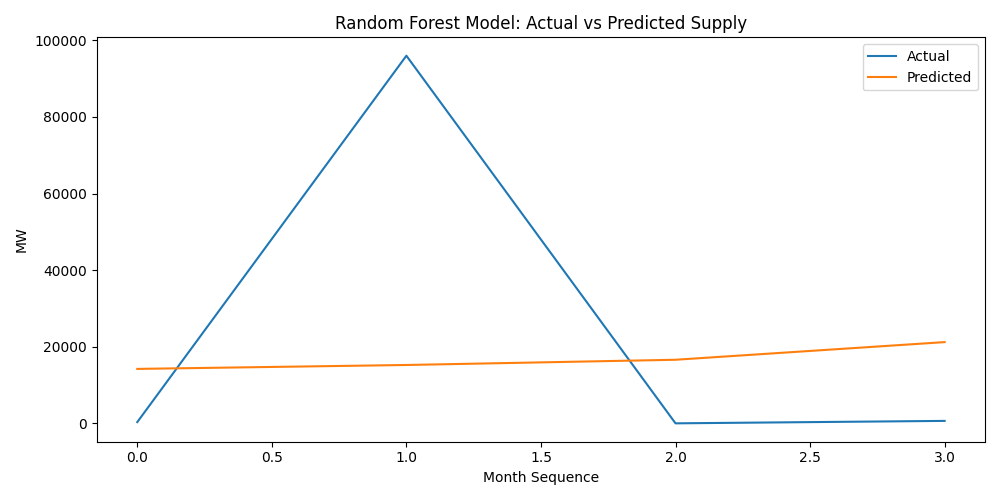 Random Forest Model: Actual vs Predicted Supply
Actual
Predicted
MW
100000
80000
60000
40000
20000
0
0.0 0.5 1.0 1.5 2.0 2.5 3.0
Month Sequence